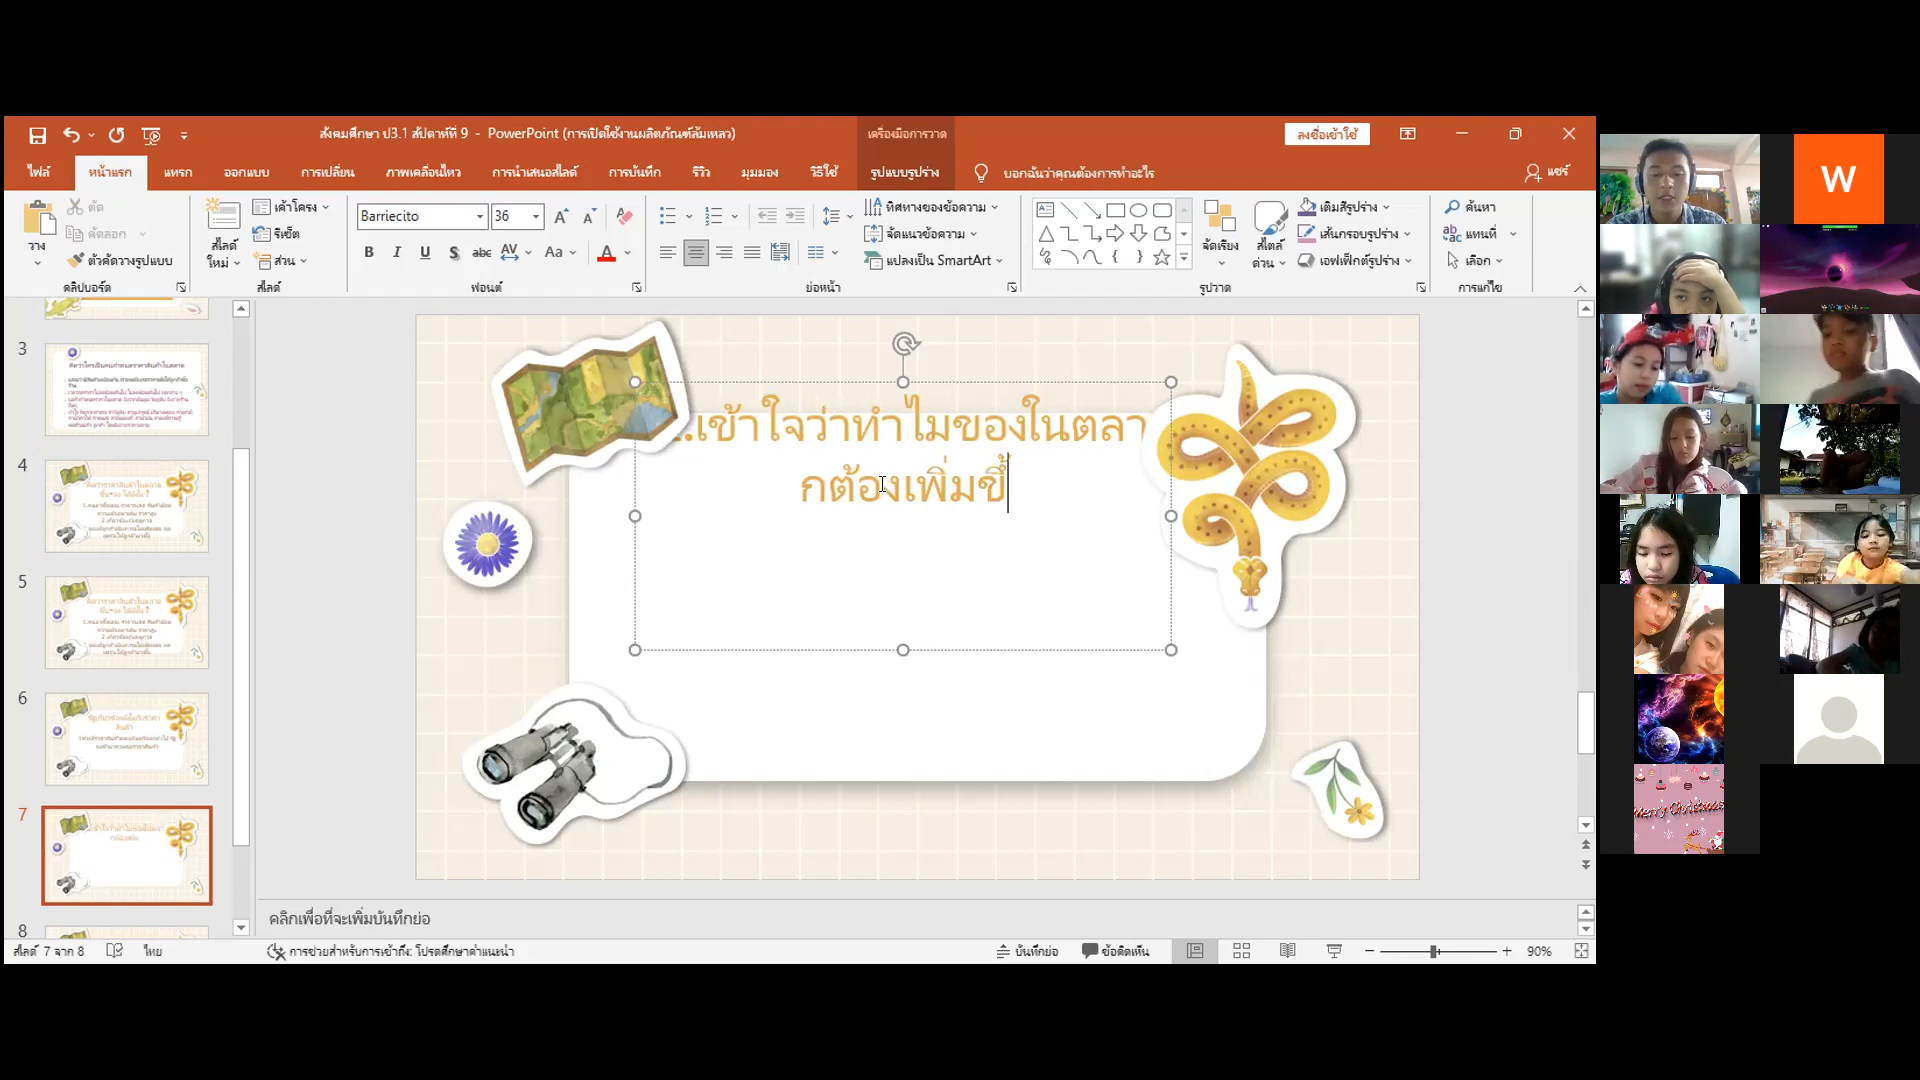 สังคมศึกษา ป3.1 สัปดาห์ที่ 9 - PowerPoint (การเปิดใช้งานผลิตภัณฑ์ล้มเหลว)
เครื่องมือการวาด
ลงชื่อเข้าใช้
ไฟล์ หน้าแรก แทรก ออกแบบ การเปลี่ยน ภาพเคลื่อนไหว การนำเสนอสไลด์ การบันทึก รีวิว มุมมอง วิธีใช้ รูปแบบรูปร่าง บอกฉันว่าคุณต้องการทำอะไร แชร์
วาง
ตัด
คัดลอก
ตัวคัดวางรูปแบบ
คลิปบอร์ด
สไลด์
ใหม่
เค้าโครง
รีเซ็ต
ส่วน
สไลด์
Barriecito 36
B I U S abc AV Aa A
ฟอนต์
ทิศทางของข้อความ
จัดแนวข้อความ
แปลงเป็น SmartArt
ย่อหน้า
จัดเรียง
สไตล์
ด่วน
เติมสีรูปร่าง
เส้นกรอบรูปร่าง
เอฟเฟ็กต์รูปร่าง
รูปวาด
ค้นหา
แทนที่
เลือก
การแก้ไข
3
4
5
6
7
8
..เข้าใจว่าทำไมของในตลา
กต้องเพิ่มขึ้
คลิกเพื่อที่จะเพิ่มบันทึกย่อ
สไลด์ 7 จาก 8 ไทย การช่วยสำหรับการเข้าถึง: โปรดศึกษาคำแนะนำ บันทึกย่อ ข้อคิดเห็น 90%
W
Merry Christmas